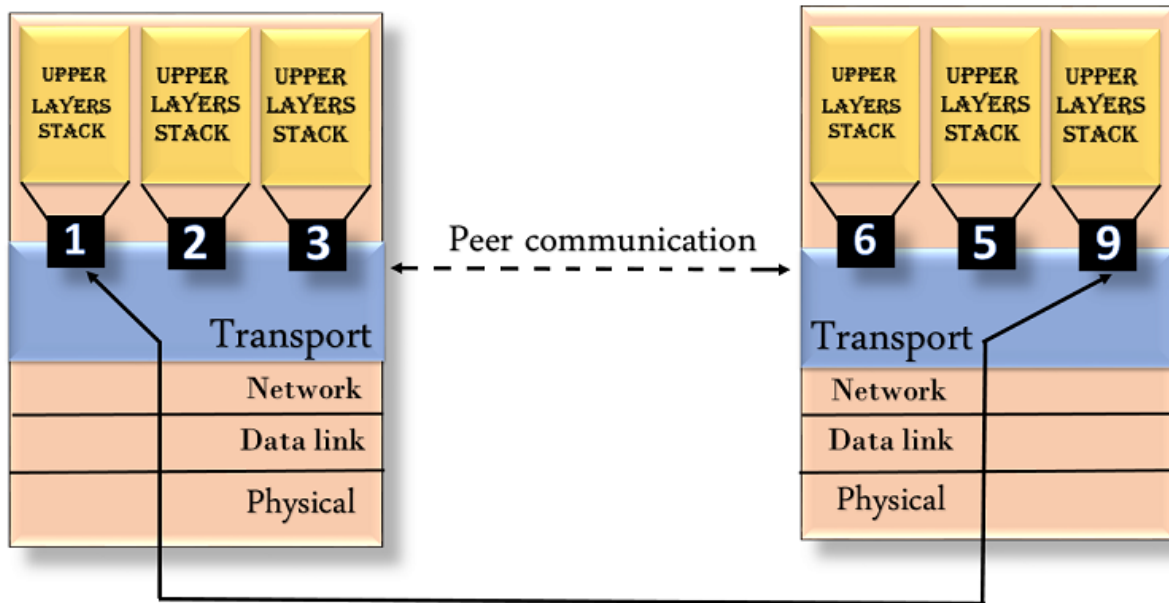 UPPER
LAYERS
STACK
UPPER
LAYERS
STACK
UPPER
LAYERS
STACK
1
2
3
Transport
Network
Data link
Physical
Peer communication
UPPER
LAYERS
STACK
UPPER
LAYERS
STACK
UPPER
LAYERS
STACK
6
5
9
Transport
Network
Data link
Physical